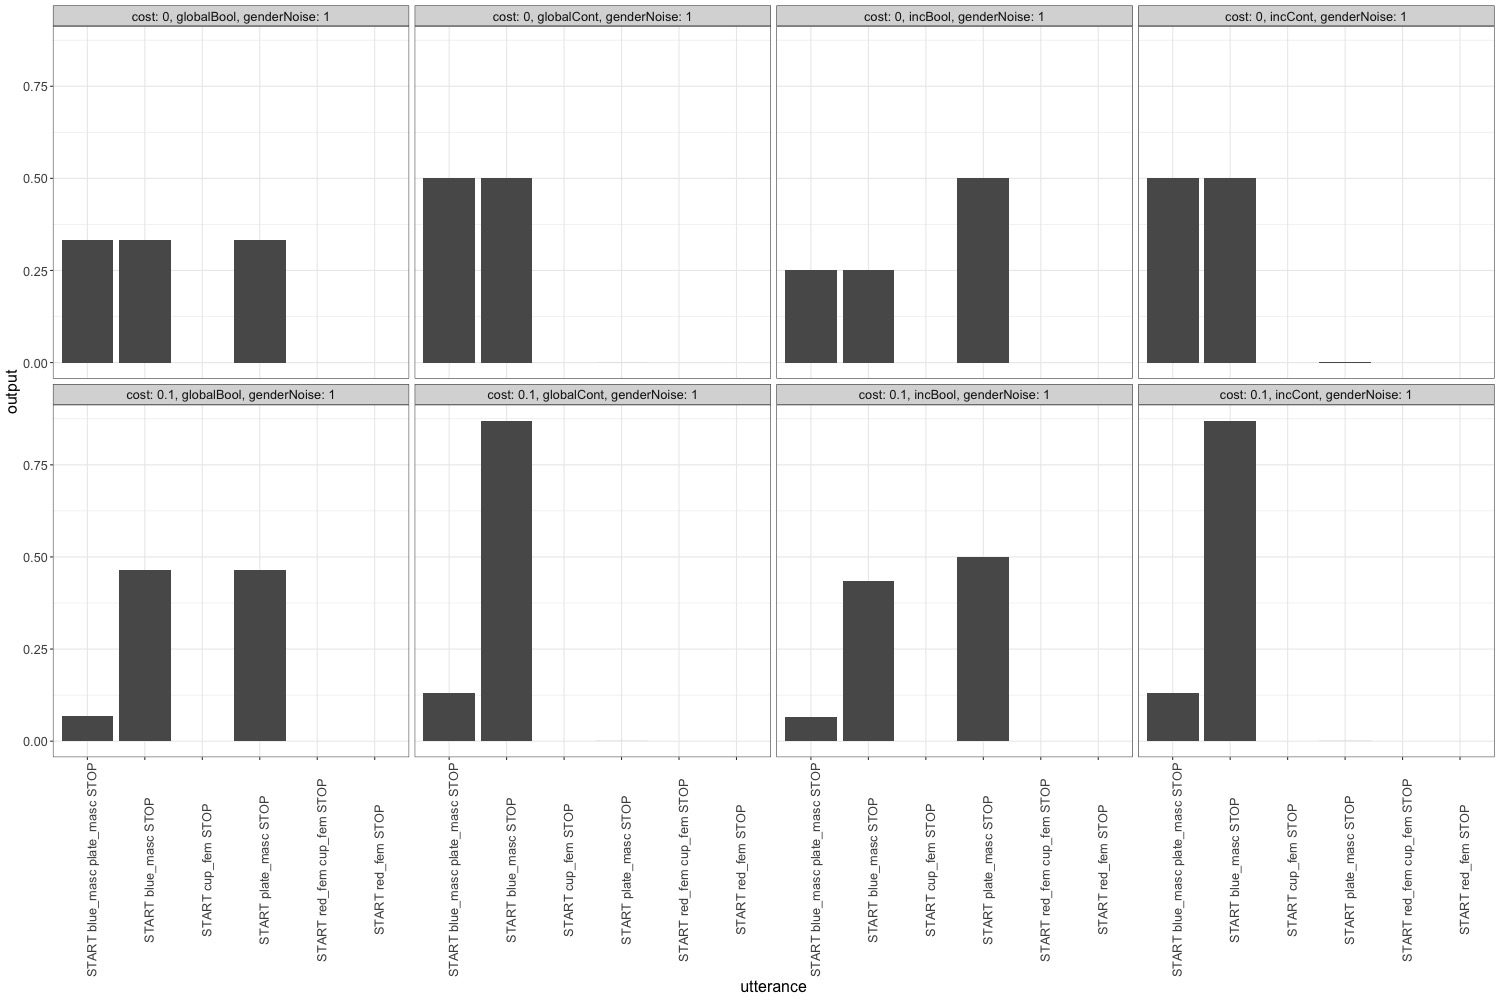 cost: 0, globalBool, genderNoise: 1
cost: 0, globalCont, genderNoise: 1
cost: 0, incBool, genderNoise: 1
cost: 0, incCont, genderNoise: 1
0.75
0.50
0.25
0.00
output
cost: 0.1, globalBool, genderNoise: 1
cost: 0.1, globalCont, genderNoise: 1
cost: 0.1, incBool, genderNoise: 1
cost: 0.1, incCont, genderNoise: 1
0.75
0.50
0.25
0.00
START blue_masc plate_masc STOP
START blue_masc STOP
START cup_fem STOP
START plate_masc STOP
START red_fem cup_fem STOP
START red_fem STOP
START blue_masc plate_masc STOP
START blue_masc STOP
START cup_fem STOP
START plate_masc STOP
START red_fem cup_fem STOP
START red_fem STOP
START blue_masc plate_masc STOP
START blue_masc STOP
START cup_fem STOP
START plate_masc STOP
START red_fem cup_fem STOP
START red_fem STOP
START blue_masc plate_masc STOP
START blue_masc STOP
START cup_fem STOP
START plate_masc STOP
START red_fem cup_fem STOP
START red_fem STOP
utterance